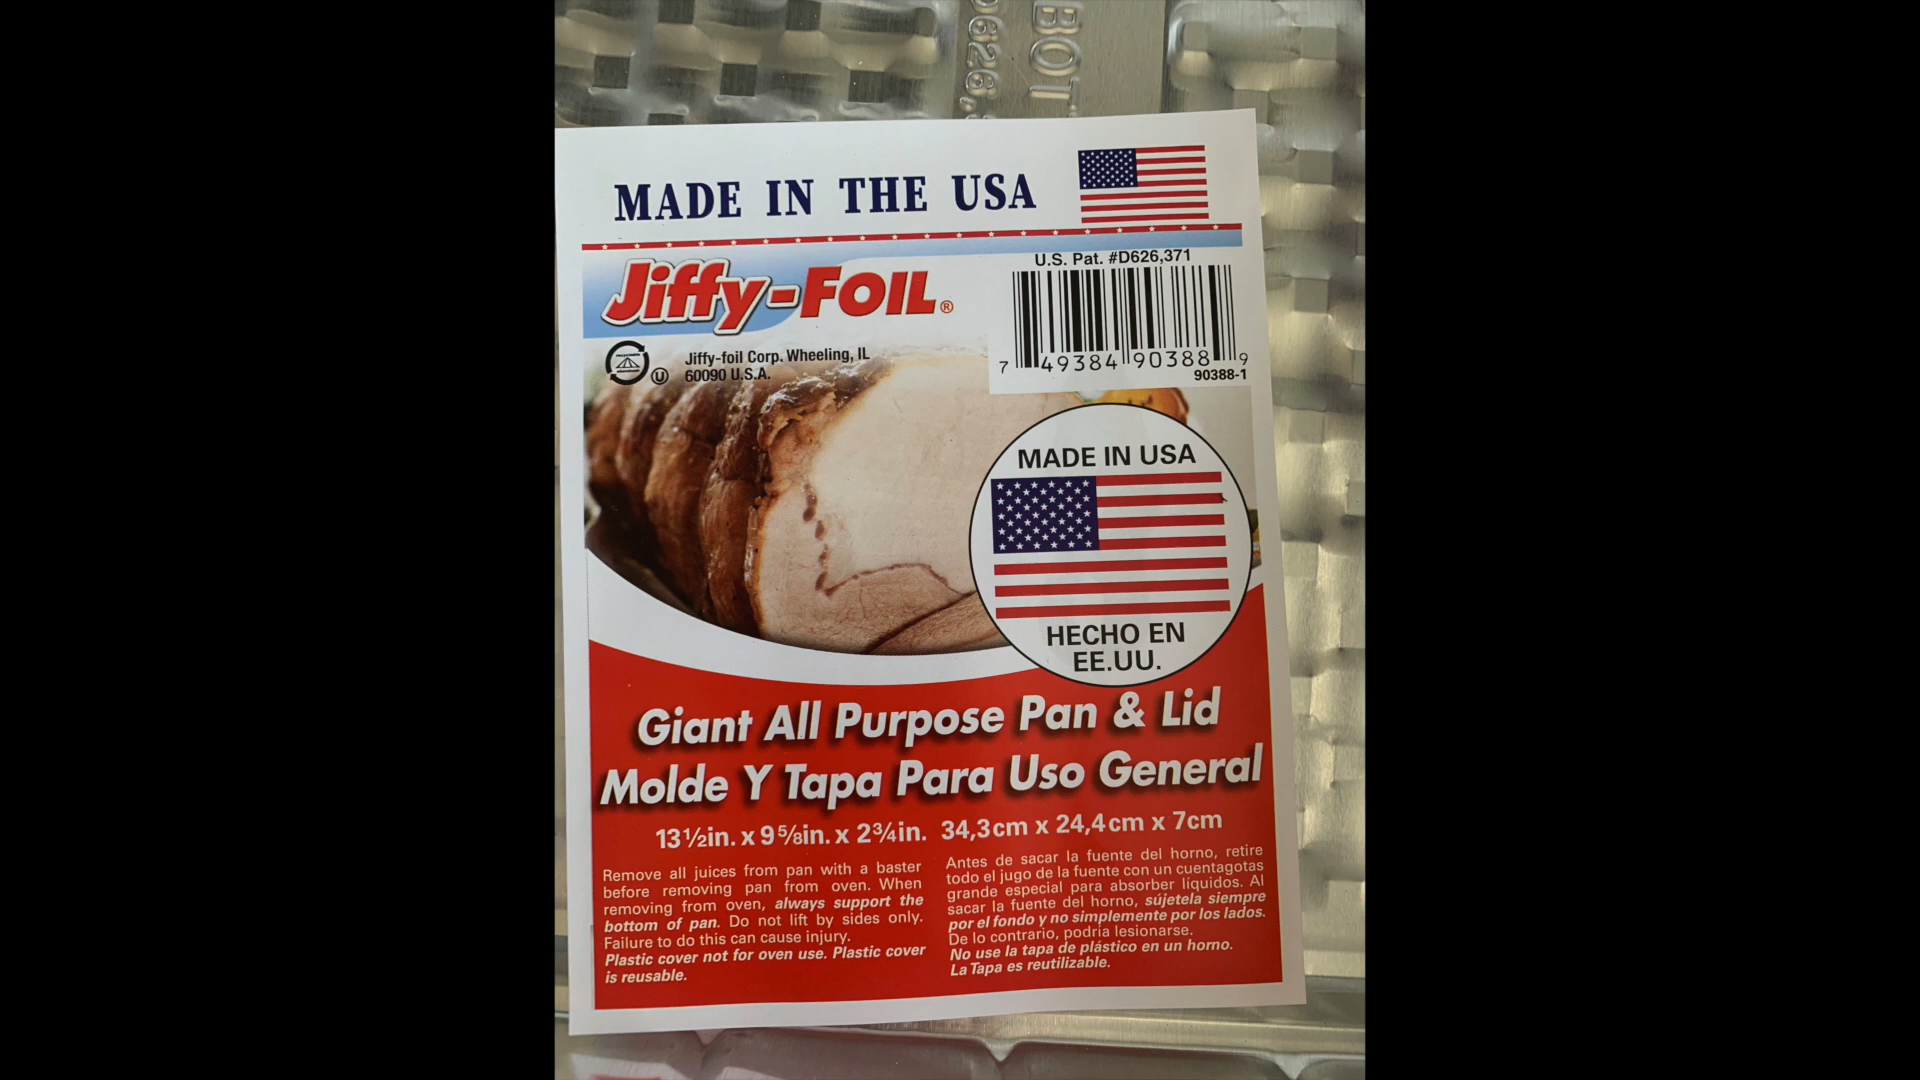 BOT
D626,
MADE IN THE USA
Jiffy-FOIL®
U.S. Pat. #D626,371
Jiffy-foil Corp. Wheeling, IL
60090 U.S.A.
U
7 49384 90388 9
90388-1
MADE IN USA
HECHO EN
EE.UU.
Giant All Purpose Pan & Lid
Molde Y Tapa Para Uso General
13½in. x 9⅝in. x 2¾in. 34,3cm x 24,4cm x 7cm
Remove all juices from pan with a baster
before removing pan from oven. When
removing from oven, always support the
bottom of pan. Do not lift by sides only.
Failure to do this can cause injury.
Plastic cover not for oven use. Plastic cover
is reusable.
Antes de sacar la fuente del horno, retire
todo el jugo de la fuente con un cuentagotas
grande especial para absorber líquidos. Al
sacar la fuente del horno, sújetela siempre
por el fondo y no simplemente por los lados.
De lo contrario, podría lesionarse.
No use la tapa de plástico en un horno.
La Tapa es reutilizable.